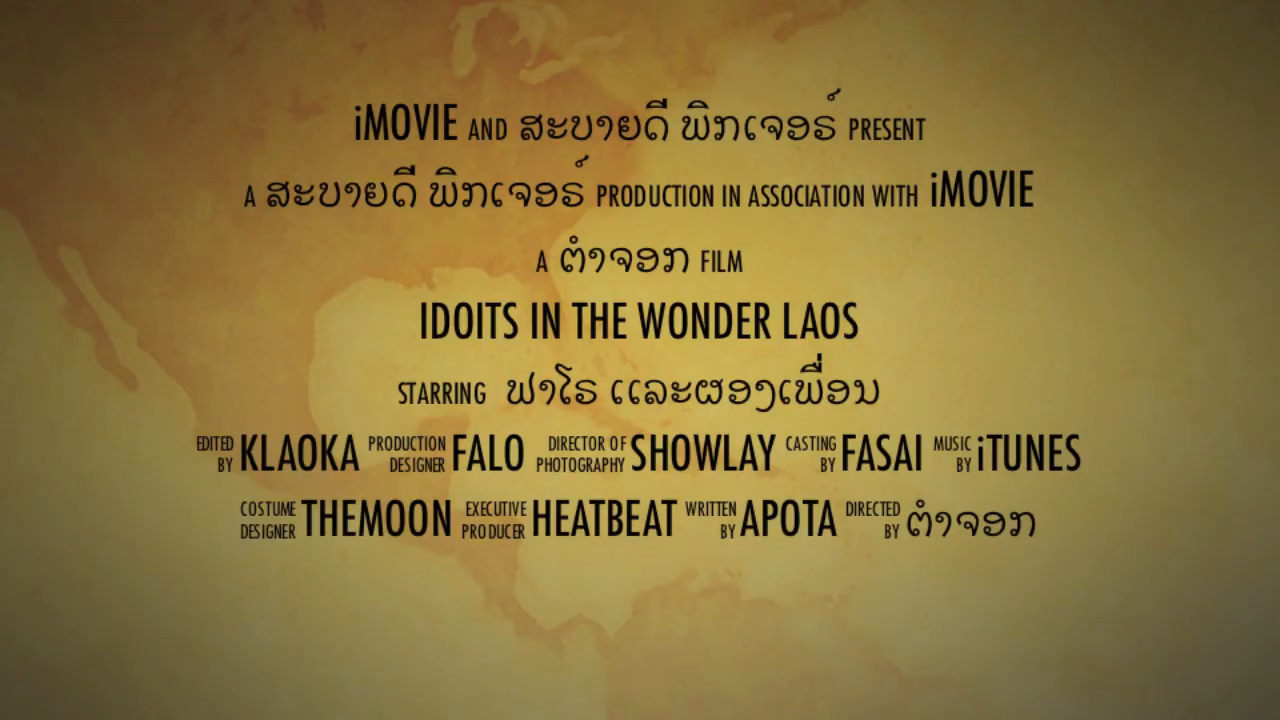 iMOVIE AND ສະບາຍດີ ພິກເຈອຣ໌ PRESENT
A ສະບາຍດີ ພິກເຈອຣ໌ PRODUCTION IN ASSOCIATION WITH iMOVIE
A ຕຳຈອກ FILM
IDOITS IN THE WONDER LAOS
STARRING ຟາໂຣ ເເລະຜອງເພື່ອນ
EDITED BY KLAOKA PRODUCTION DESIGNER FALO DIRECTOR OF PHOTOGRAPHY SHOWLAY CASTING BY FASAI MUSIC BY iTUNES
COSTUME DESIGNER THEMOON EXECUTIVE PRODUCER HEATBEAT WRITTEN BY APOTA DIRECTED BY ຕຳຈອກ